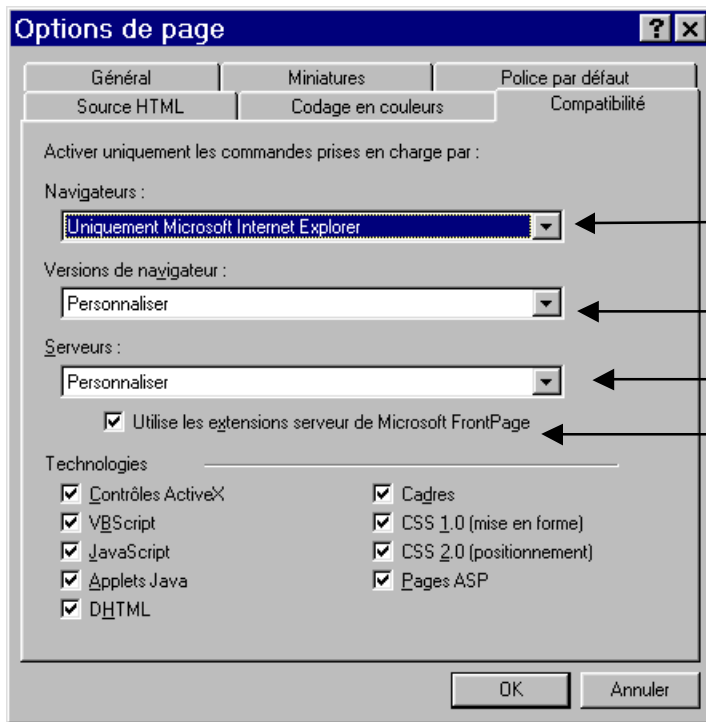 Options de page
Général Miniatures Police par défaut
Source HTML Codage en couleurs Compatibilité
Activer uniquement les commandes prises en charge par :
Navigateurs :
Uniquement Microsoft Internet Explorer
Versions de navigateur :
Personnaliser
Serveurs :
Personnaliser
Utilise les extensions serveur de Microsoft FrontPage
Technologies
Contrôles ActiveX
VBScript
JavaScript
Applets Java
DHTML
Cadres
CSS 1.0 (mise en forme)
CSS 2.0 (positionnement)
Pages ASP
OK Annuler